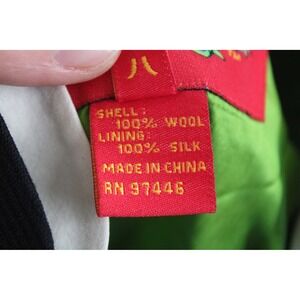 SHELL:
100% WOOL
LINING:
100% SILK
MADE IN CHINA
RN 97446